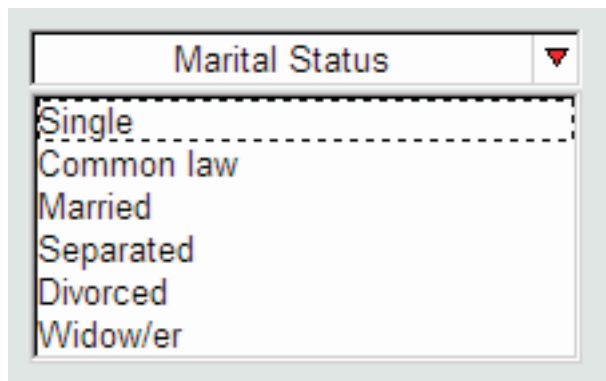 Marital Status
Single
Common law
Married
Separated
Divorced
Widow/er